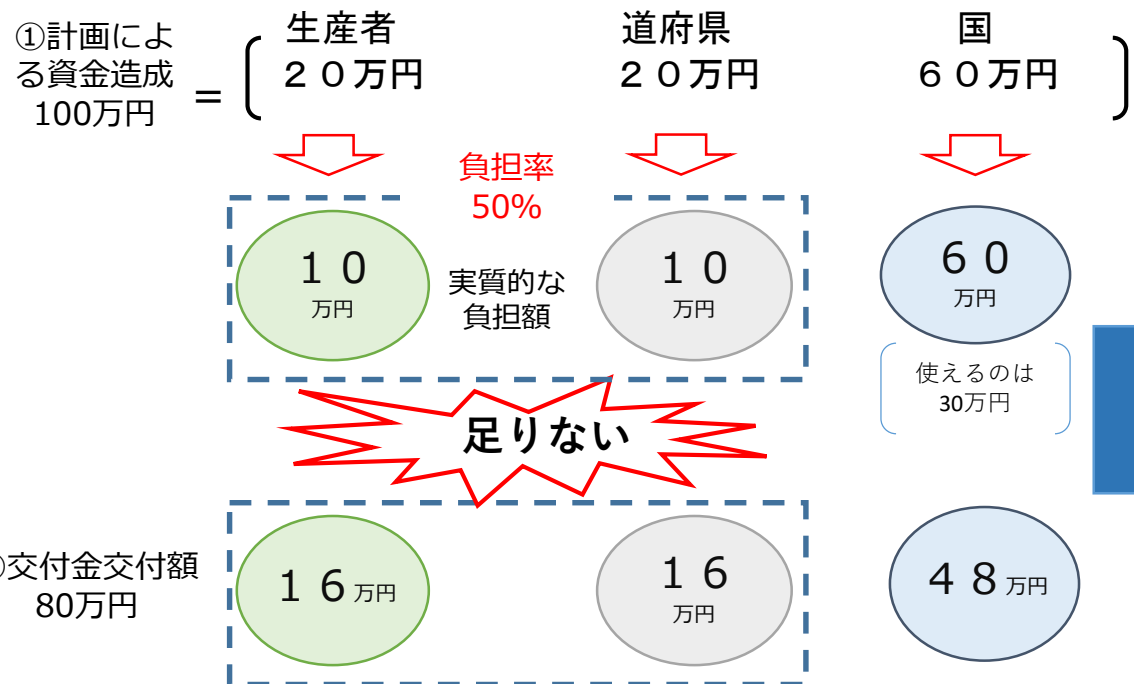 ①計画によ
る資金造成
100万円
=
生産者
２０万円
道府県
２０万円
国
６０万円
負担率
50%
１０
万円
実質的な
負担額
１０
万円
６０
万円
使えるのは
30万円
足りない
交付金交付額
80万円
１６万円
１６
万円
４８万円